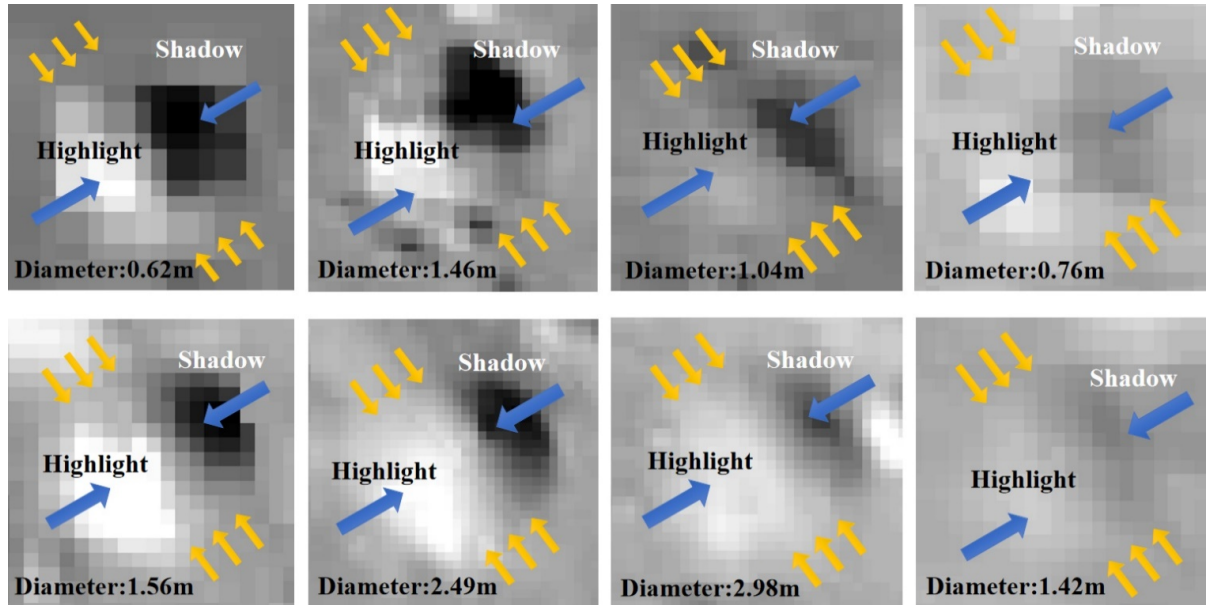 Shadow
Highlight
Diameter:0.62m
Shadow
Highlight
Diameter:1.46m
Shadow
Highlight
Diameter:1.04m
Shadow
Highlight
Diameter:0.76m
Shadow
Highlight
Diameter:1.56m
Shadow
Highlight
Diameter:2.49m
Shadow
Highlight
Diameter:2.98m
Shadow
Highlight
Diameter:1.42m